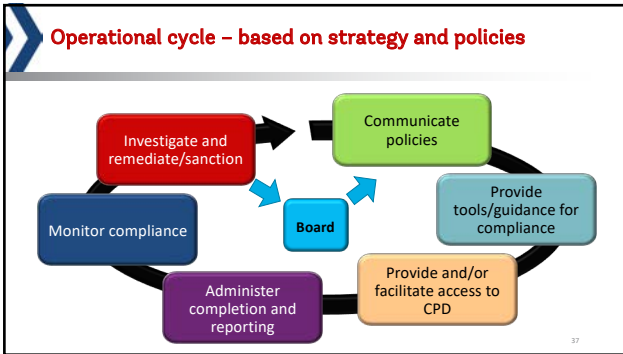 Operational cycle – based on strategy and policies
Communicate
policies
Investigate and
remediate/sanction
Provide
tools/guidance for
compliance
Board
Monitor compliance
Provide and/or
facilitate access to
CPD
Administer
completion and
reporting
37